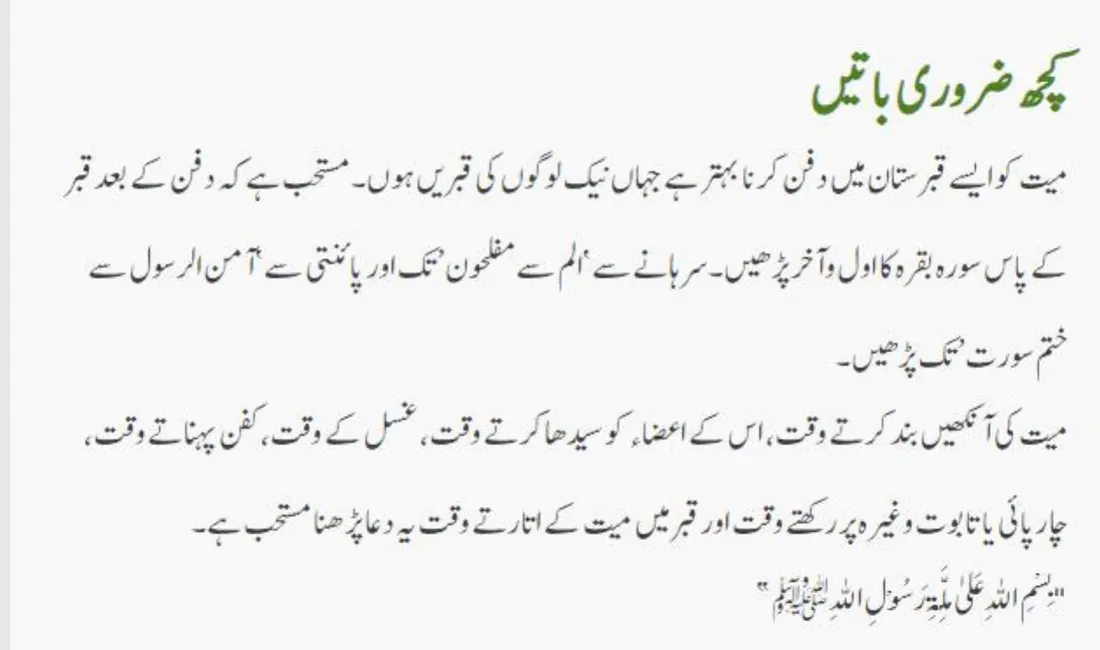 کچھ ضروری باتیں
میت کو ایسے قبرستان میں دفن کرنا بہتر ہے جہاں نیک لوگوں کی قبریں ہوں۔ مستحب ہے کہ دفن کے بعد قبر
کے پاس سورہ بقرہ کا اول و آخر پڑھیں۔ سرہانے سے ‘الم سے مفلحون’ تک اور پائنتی سے ‘آمن الرسول سے
ختم سورت’ تک پڑھیں۔
میت کی آنکھیں بند کرتے وقت، اس کے اعضاء کو سیدھا کرتے وقت، غسل کے وقت، کفن پہناتے وقت،
چارپائی یا تابوت وغیرہ پر رکھتے وقت اور قبر میں میت کے اتارتے وقت یہ دعا پڑھنا مستحب ہے۔
"بِسْمِ اللہِ عَلیٰ مِلَّۃِ رَسُوْلِ اللہِ ﷺ"